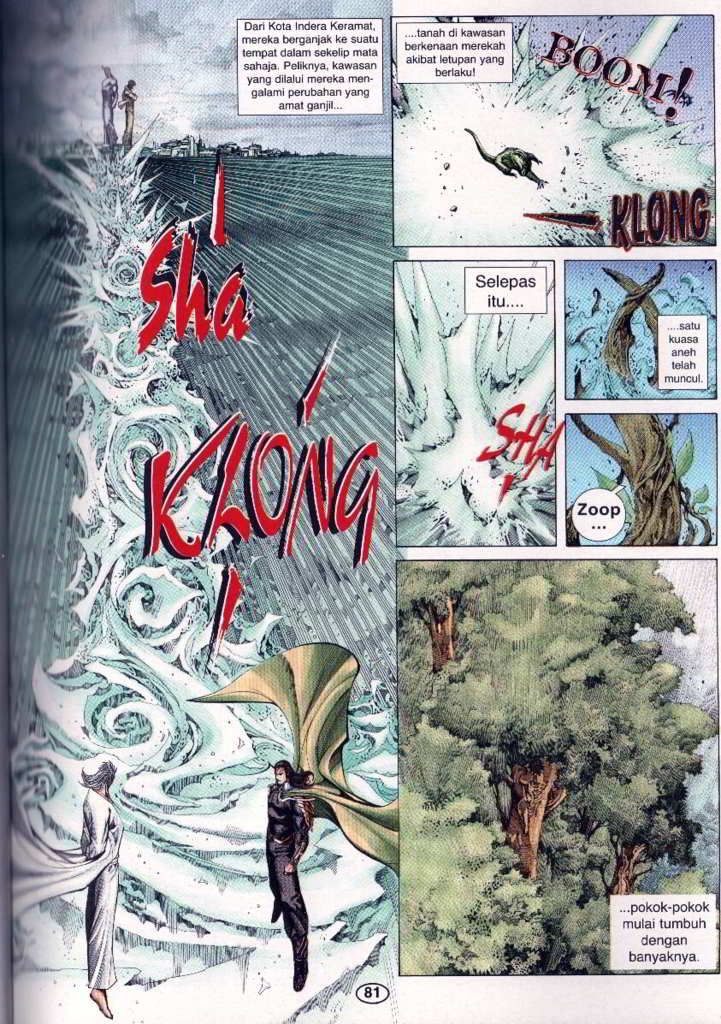 Dari Kota Indera Keramat,
mereka berganjak ke suatu
tempat dalam sekelip mata
sahaja. Peliknya, kawasan
yang dilalui mereka men-
galami perubahan yang
amat ganjil...
Sha
KLONG
....tanah di kawasan
berkenaan merekah
akibat letupan yang
berlaku!
BOOM!
KLONG
Selepas
itu....
SHA
....satu
kuasa
aneh
telah
muncul.
Zoop
...
...pokok-pokok
mulai tumbuh
dengan
banyaknya.
81